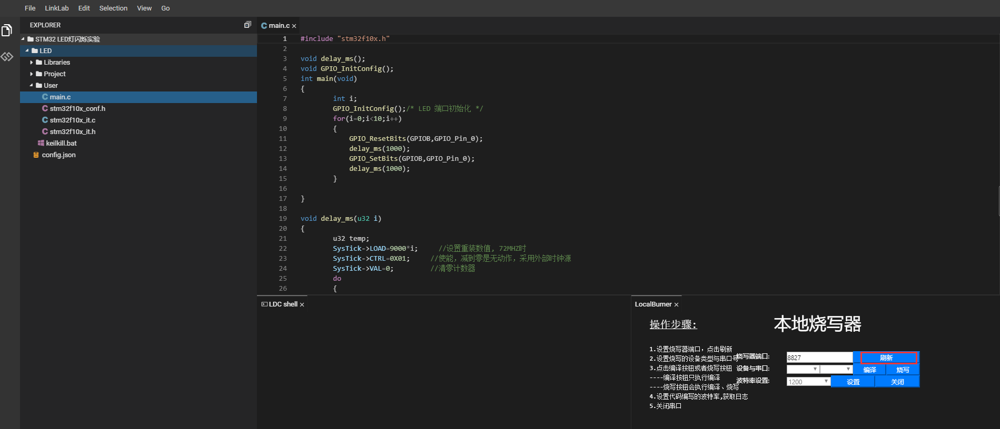 File LinkLab Edit Selection View Go
EXPLORER
STM32 LED灯闪烁实验
LED
Libraries
Project
User
main.c
stm32f10x_conf.h
stm32f10x_it.c
stm32f10x_it.h
keilkill.bat
config.json
main.c
1 #include "stm32f10x.h"
2
3 void delay_ms();
4 void GPIO_InitConfig();
5 int main(void)
6 {
7 int i;
8 GPIO_InitConfig();/* LED 端口初始化 */
9 for(i=0;i<10;i++)
10 {
11 GPIO_ResetBits(GPIOB,GPIO_Pin_0);
12 delay_ms(1000);
13 GPIO_SetBits(GPIOB,GPIO_Pin_0);
14 delay_ms(1000);
15 }
16
17 }
18
19 void delay_ms(u32 i)
20 {
21 u32 temp;
22 SysTick->LOAD=9000*i; //设置重装数值, 72MHZ时
23 SysTick->CTRL=0X01; //使能，减到零是无动作，采用外部时钟源
24 SysTick->VAL=0; //清零计数器
25 do
26 {
LDC shell
LocalBurner
操作步骤:
1.设置烧写器端口，点击刷新
2.设置烧写的设备类型与串口号
3.点击编译按钮或者烧写按钮
----编译按钮只执行编译
----烧写按钮会执行编译、烧写
4.设置代码编写的波特率,获取日志
5.关闭串口
本地烧写器
烧写器端口: 8827 刷新
设备与串口: 编译 烧写
波特率设置: 1200 设置 关闭